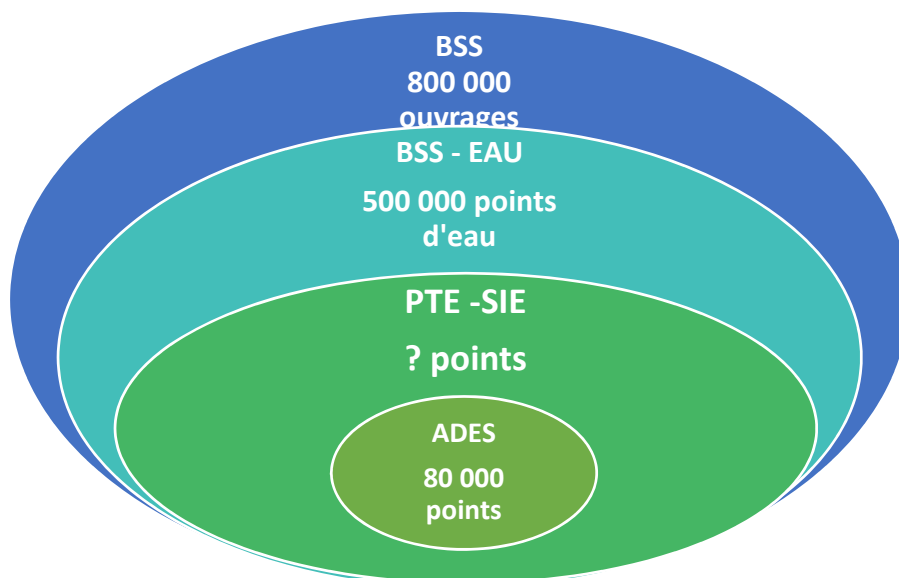 BSS
800 000
ouvrages
BSS - EAU
500 000 points
d'eau
PTE -SIE
? points
ADES
80 000
points